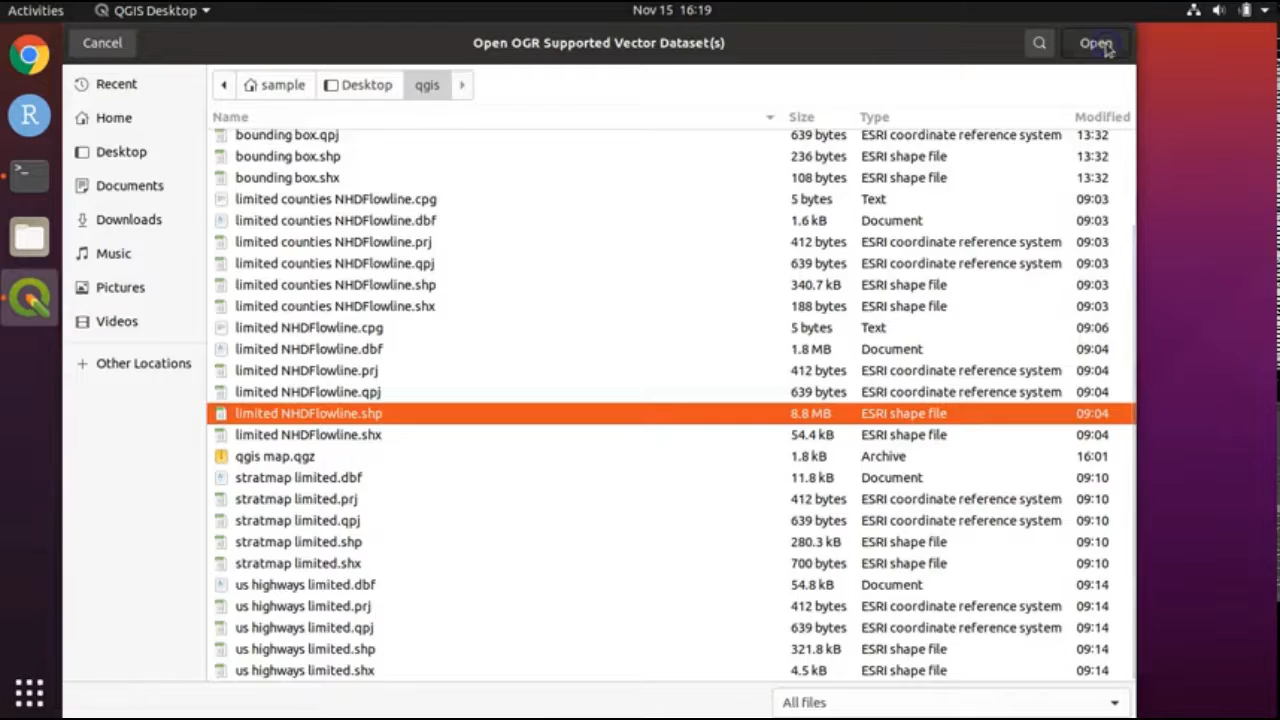 Activities QGIS Desktop Nov 15 16:19
Cancel Open OGR Supported Vector Dataset(s) Open
Recent
Home
Desktop
Documents
Downloads
Music
Pictures
Videos
Other Locations
sample Desktop qgis
Name Size Type Modified
bounding box.qpj 639 bytes ESRI coordinate reference system 13:32
bounding box.shp 236 bytes ESRI shape file 13:32
bounding box.shx 108 bytes ESRI shape file 13:32
limited counties NHDFlowline.cpg 5 bytes Text 09:03
limited counties NHDFlowline.dbf 1.6 kB Document 09:03
limited counties NHDFlowline.prj 412 bytes ESRI coordinate reference system 09:03
limited counties NHDFlowline.qpj 639 bytes ESRI coordinate reference system 09:03
limited counties NHDFlowline.shp 340.7 kB ESRI shape file 09:03
limited counties NHDFlowline.shx 188 bytes ESRI shape file 09:03
limited NHDFlowline.cpg 5 bytes Text 09:06
limited NHDFlowline.dbf 1.8 MB Document 09:04
limited NHDFlowline.prj 412 bytes ESRI coordinate reference system 09:04
limited NHDFlowline.qpj 639 bytes ESRI coordinate reference system 09:04
limited NHDFlowline.shp 8.8 MB ESRI shape file 09:04
limited NHDFlowline.shx 54.4 kB ESRI shape file 09:04
qgis map.qgz 1.8 kB Archive 16:01
stratmap limited.dbf 11.8 kB Document 09:10
stratmap limited.prj 412 bytes ESRI coordinate reference system 09:10
stratmap limited.qpj 639 bytes ESRI coordinate reference system 09:10
stratmap limited.shp 280.3 kB ESRI shape file 09:10
stratmap limited.shx 700 bytes ESRI shape file 09:10
us highways limited.dbf 54.8 kB Document 09:14
us highways limited.prj 412 bytes ESRI coordinate reference system 09:14
us highways limited.qpj 639 bytes ESRI coordinate reference system 09:14
us highways limited.shp 321.8 kB ESRI shape file 09:14
us highways limited.shx 4.5 kB ESRI shape file 09:14
All files
R